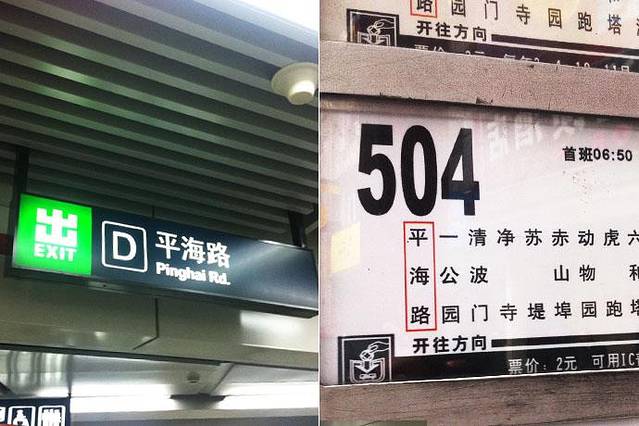 出
EXIT
D
平海路
Pinghai Rd.
路 园 门 寺 园 跑 塔
开往方向
504
首班06:50
平海路
一公园
清波门
净寺
苏堤
赤山埠
动物园
虎跑
六和塔
开往方向
票价：2元 可用IC